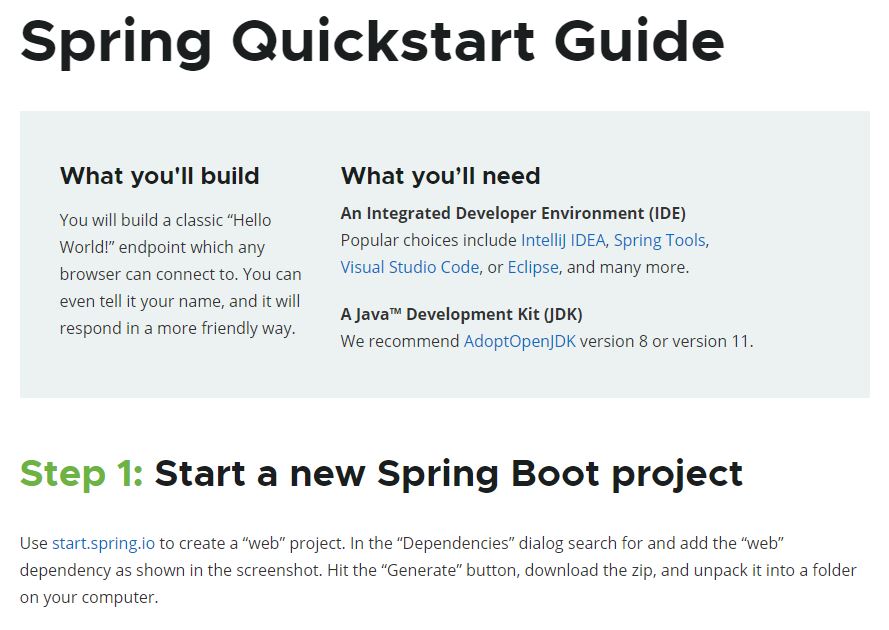 Spring Quickstart Guide
What you'll build
You will build a classic “Hello
World!” endpoint which any
browser can connect to. You can
even tell it your name, and it will
respond in a more friendly way.
What you’ll need
An Integrated Developer Environment (IDE)
Popular choices include IntelliJ IDEA, Spring Tools,
Visual Studio Code, or Eclipse, and many more.
A Java™ Development Kit (JDK)
We recommend AdoptOpenJDK version 8 or version 11.
Step 1: Start a new Spring Boot project
Use start.spring.io to create a “web” project. In the “Dependencies” dialog search for and add the “web”
dependency as shown in the screenshot. Hit the “Generate” button, download the zip, and unpack it into a folder
on your computer.